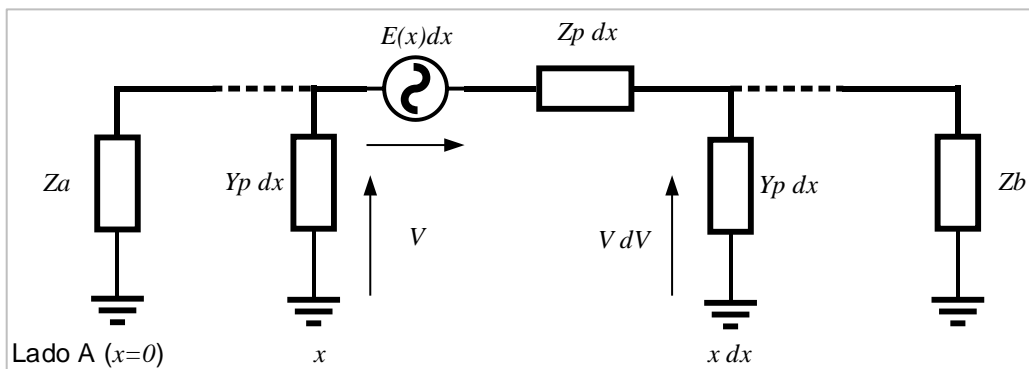 E(x)dx
Zp dx
Za
Yp dx
V
V dV
Yp dx
Zb
Lado A (x=0)
x
x dx